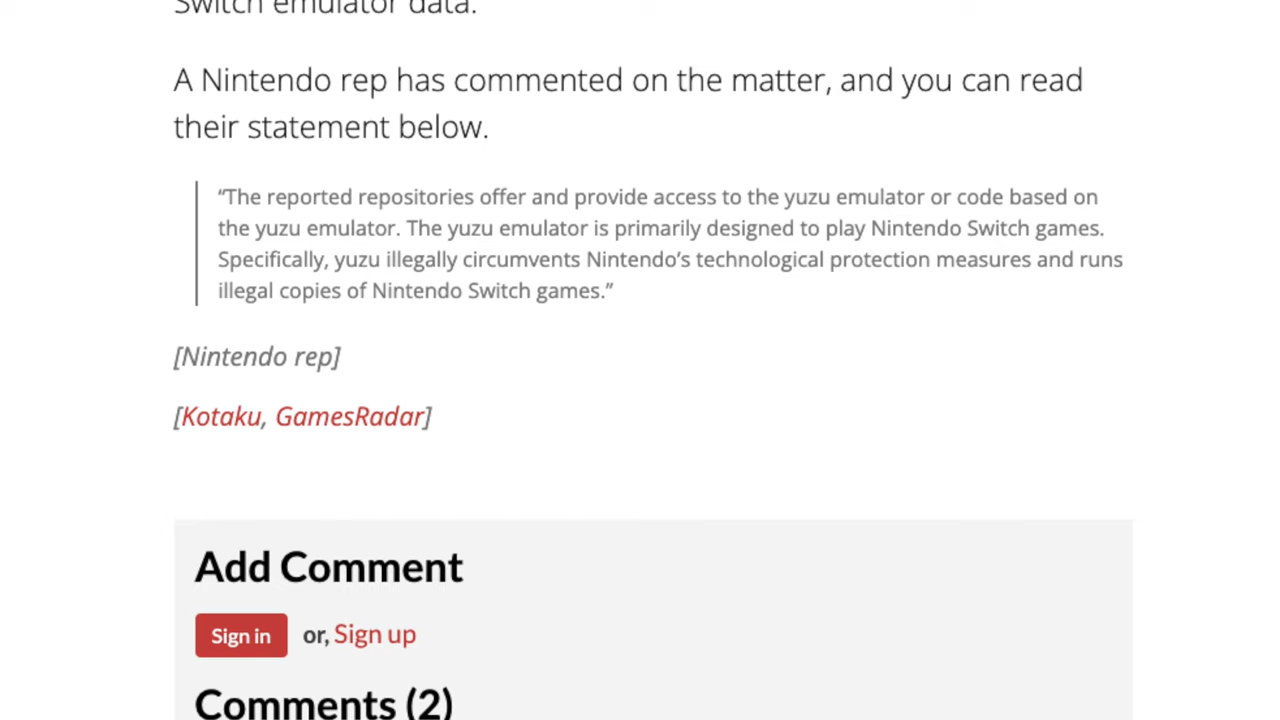 Switch emulator data.
A Nintendo rep has commented on the matter, and you can read
their statement below.
“The reported repositories offer and provide access to the yuzu emulator or code based on
the yuzu emulator. The yuzu emulator is primarily designed to play Nintendo Switch games.
Specifically, yuzu illegally circumvents Nintendo’s technological protection measures and runs
illegal copies of Nintendo Switch games.”
[Nintendo rep]
[Kotaku, GamesRadar]
Add Comment
Sign in or, Sign up
Comments (2)